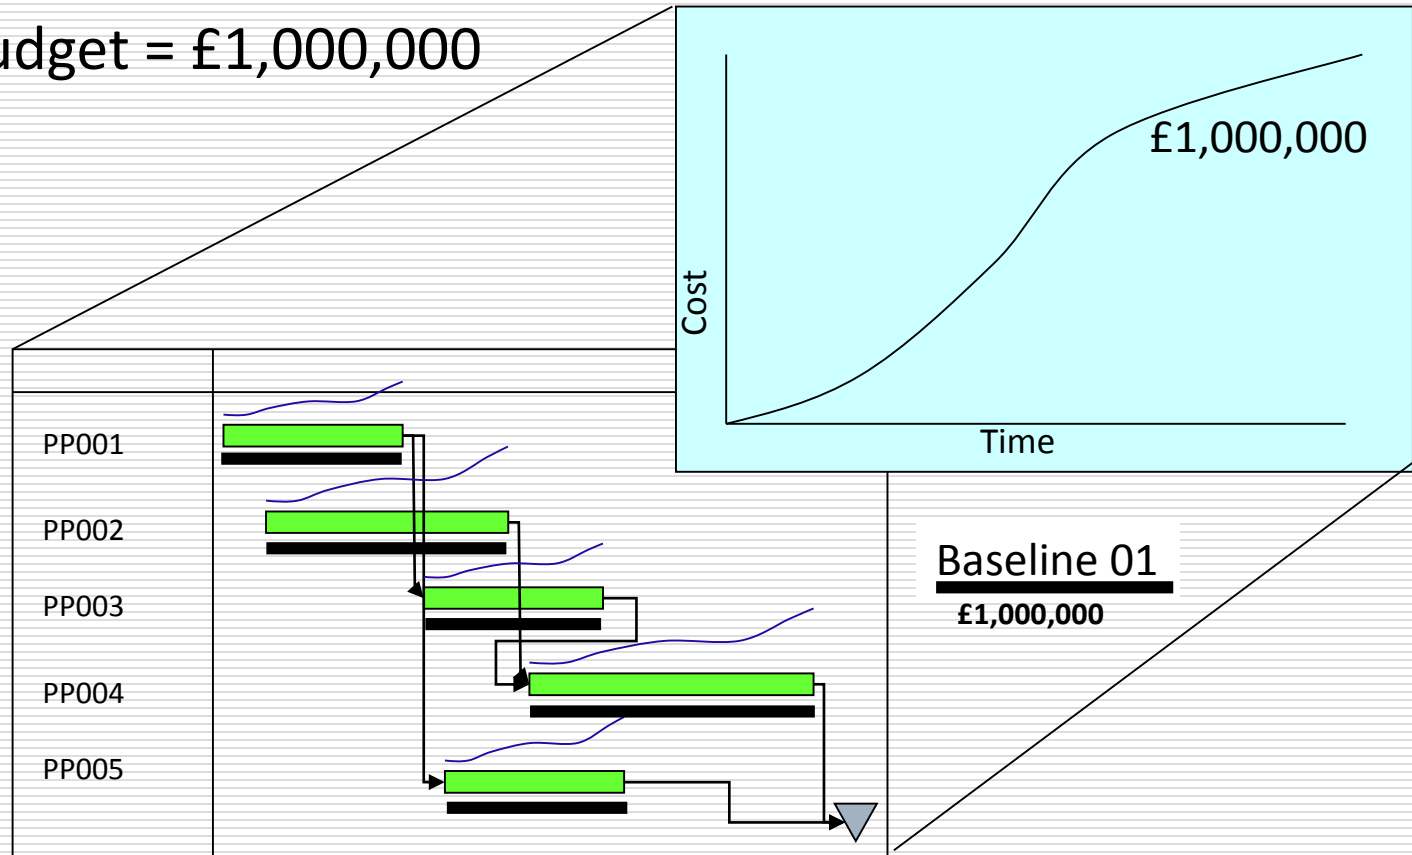 udget = £1,000,000
£1,000,000
Cost
Time
PP001
PP002
PP003
PP004
PP005
Baseline 01
£1,000,000